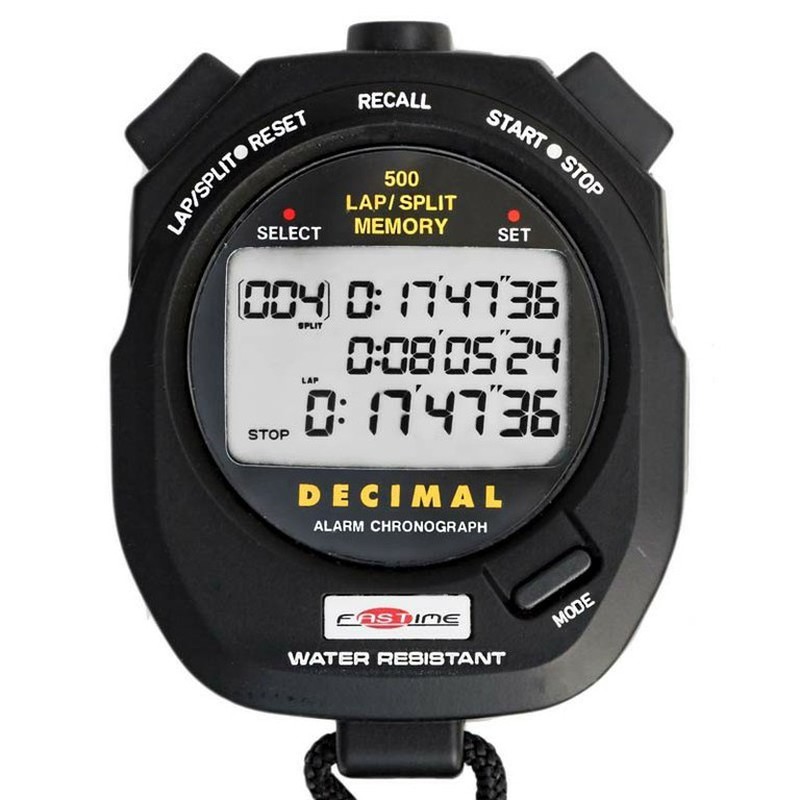 RECALL
LAP/SPLIT●RESET
START●STOP
500
LAP/SPLIT
MEMORY
SELECT
SET
004 0:17'47"36
SPLIT
0:08'05"24
LAP
STOP 0:17'47"36
DECIMAL
ALARM CHRONOGRAPH
MODE
FASTIME
WATER RESISTANT